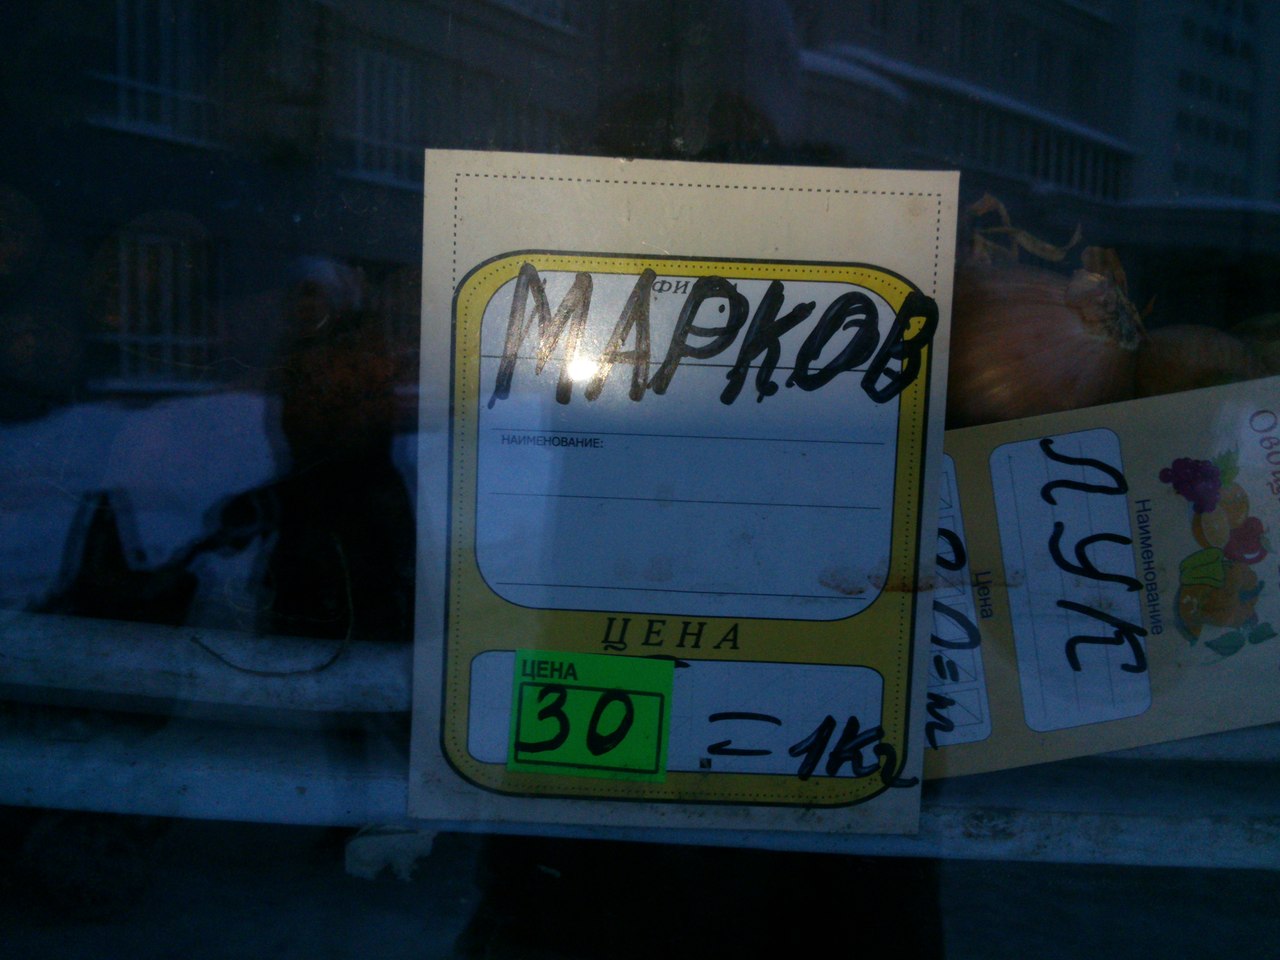 МАРКОВ
НАИМЕНОВАНИЕ:
ЦЕНА
ЦЕНА
30 = 1кг
ЛУК
Наименование
Цена